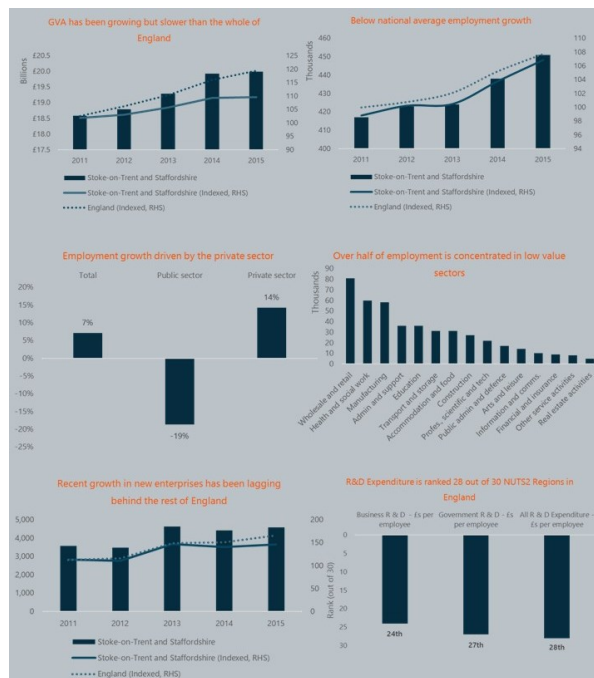 GVA has been growing but slower than the whole of
England
Billions
£20.5
£20.0
£19.5
£19.0
£18.5
£18.0
£17.5
125
120
115
110
105
100
95
90
2011 2012 2013 2014 2015
Stoke-on-Trent and Staffordshire
Stoke-on-Trent and Staffordshire (Indexed, RHS)
England (Indexed, RHS)
Below national average employment growth
Thousands
460
450
440
430
420
410
400
110
108
106
104
102
100
98
96
94
2011 2012 2013 2014 2015
Stoke-on-Trent and Staffordshire
Stoke-on-Trent and Staffordshire (Indexed, RHS)
England (Indexed, RHS)
Employment growth driven by the private sector
Total Public sector Private sector
20%
15%
10%
5%
0%
-5%
-10%
-15%
-20%
-25%
7%
-19%
14%
Over half of employment is concentrated in low value
sectors
Thousands
90
80
70
60
50
40
30
20
10
0
Wholesale and retail
Health and social work
Manufacturing
Admin and support
Education
Transport and storage
Accommodation and food
Construction
Profes, scientific and tech
Public admin and defence
Arts and leisure
Information and comms.
Financial and insurance
Other service activities
Real estate activities
Recent growth in new enterprises has been lagging
behind the rest of England
5,000
4,000
3,000
2,000
1,000
0
200
150
100
50
0
2011 2012 2013 2014 2015
Stoke-on-Trent and Staffordshire
Stoke-on-Trent and Staffordshire (Indexed, RHS)
England (Indexed, RHS)
R&D Expenditure is ranked 28 out of 30 NUTS2 Regions in
England
Business R & D - £s per
employee
Government R & D - £s
per employee
All R & D Expenditure -
£s per employee
Rank (out of 30)
0
5
10
15
20
25
30
24th
27th
28th